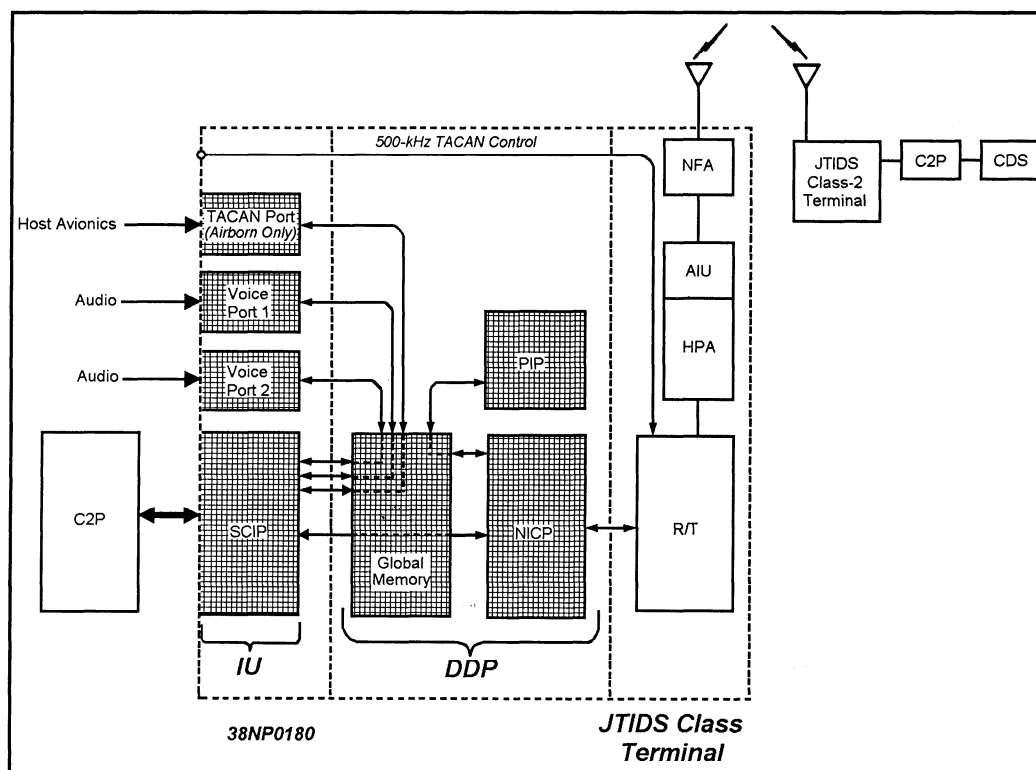 500-kHz TACAN Control
NFA
JTIDS
Class-2
Terminal
C2P
CDS
Host Avionics
TACAN Port
(Airborn Only)
AIU
Audio
Voice
Port 1
HPA
PIP
Audio
Voice
Port 2
C2P
SCIP
Global
Memory
NICP
R/T
IU
DDP
38NP0180
JTIDS Class
Terminal